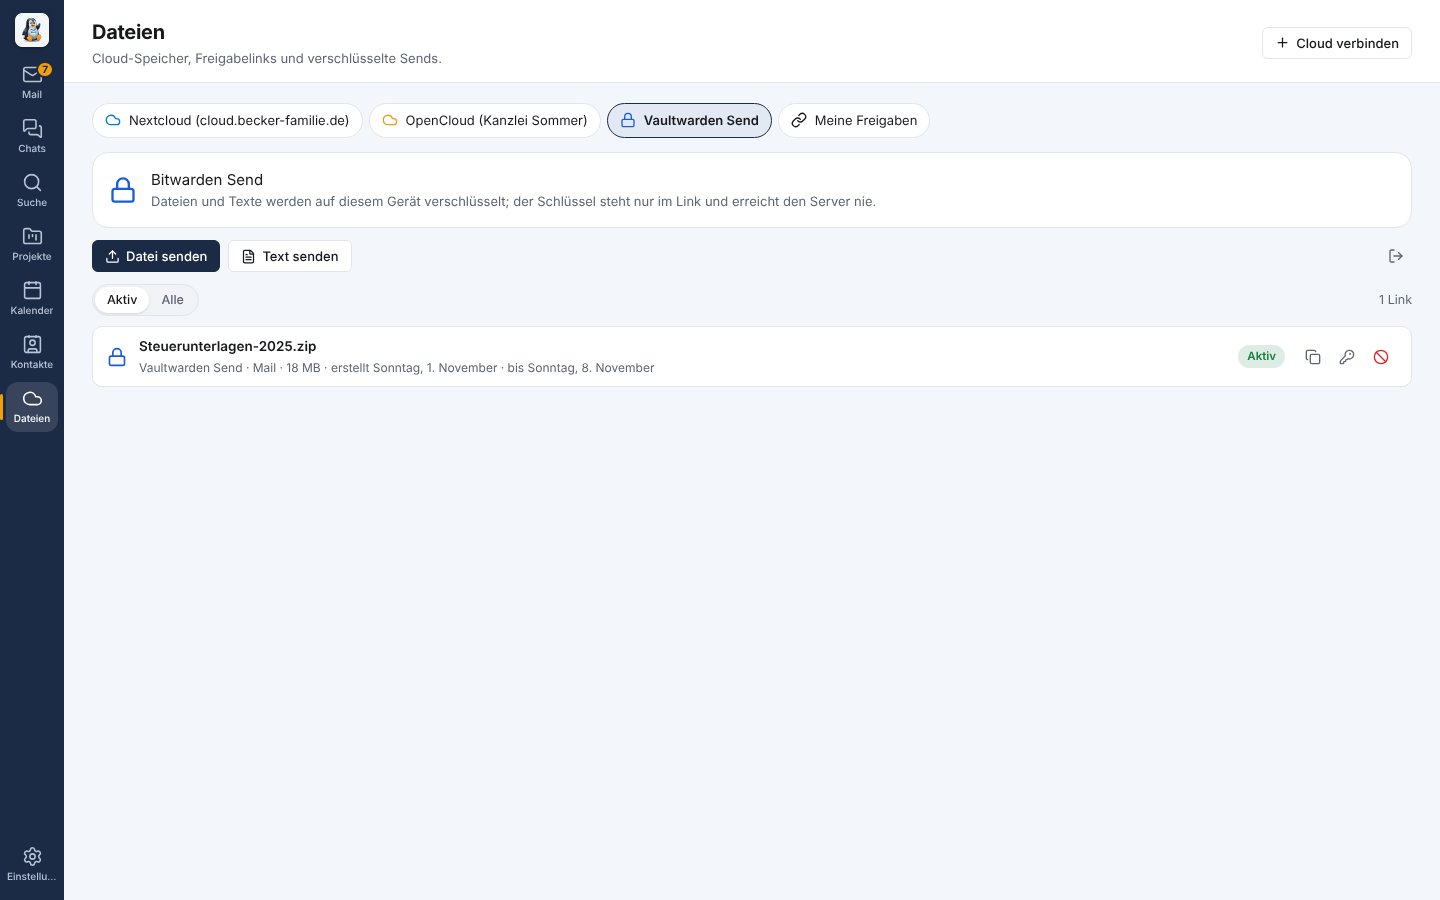 Dateien
Cloud-Speicher, Freigabelinks und verschlüsselte Sends.
Cloud verbinden
7
Mail
Chats
Suche
Projekte
Kalender
Kontakte
Dateien
Einstellu...
Nextcloud (cloud.becker-familie.de)
OpenCloud (Kanzlei Sommer)
Vaultwarden Send
Meine Freigaben
Bitwarden Send
Dateien und Texte werden auf diesem Gerät verschlüsselt; der Schlüssel steht nur im Link und erreicht den Server nie.
Datei senden
Text senden
Aktiv
Alle
1 Link
Steuerunterlagen-2025.zip
Vaultwarden Send · Mail · 18 MB · erstellt Sonntag, 1. November · bis Sonntag, 8. November
Aktiv